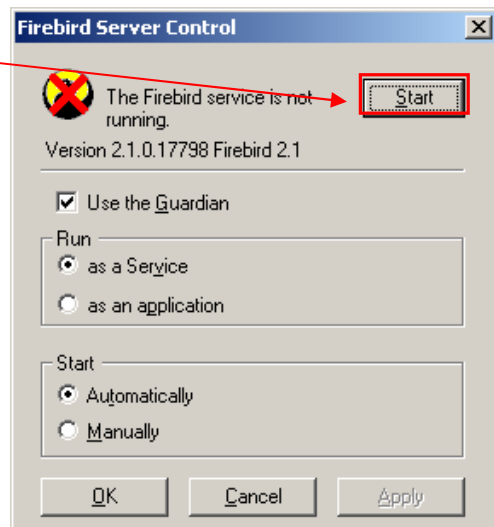 Firebird Server Control
The Firebird service is not
running.
Start
Version 2.1.0.17798 Firebird 2.1
Use the Guardian
Run
as a Service
as an application
Start
Automatically
Manually
OK Cancel Apply